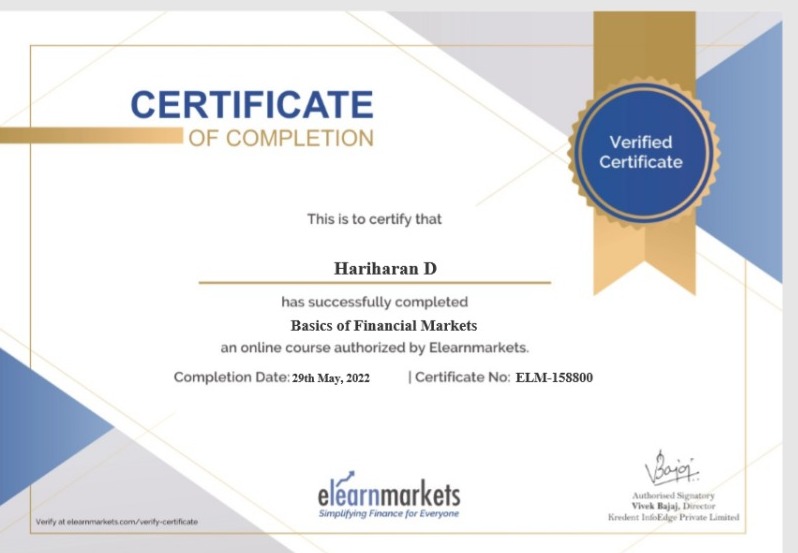 CERTIFICATE
OF COMPLETION
Verified
Certificate
This is to certify that
Hariharan D
has successfully completed
Basics of Financial Markets
an online course authorized by Elearnmarkets.
Completion Date: 29th May, 2022 | Certificate No: ELM-158800
elearnmarkets
Simplifying Finance for Everyone
Bajaj
Authorised Signatory
Vivek Bajaj, Director
Kredent InfoEdge Private Limited
Verify at elearnmarkets.com/verify-certificate